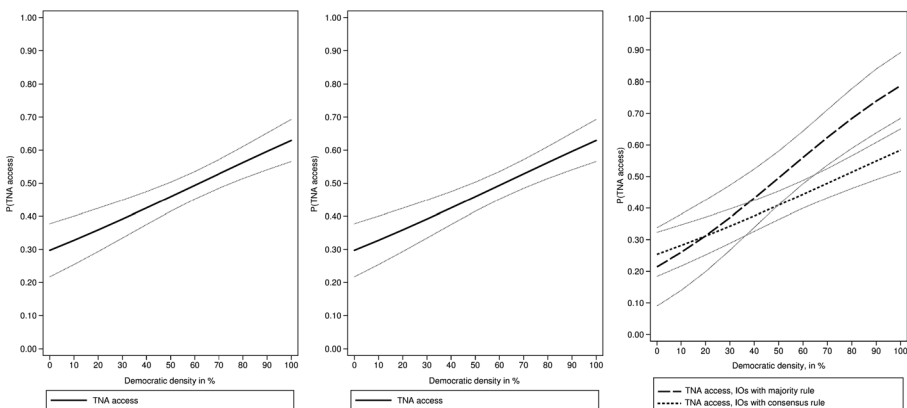 1.00
0.90
0.80
0.70
0.60
0.50
0.40
0.30
0.20
0.10
0.00
P(TNA access)
0 10 20 30 40 50 60 70 80 90 100
Democratic density in %
TNA access
1.00
0.90
0.80
0.70
0.60
0.50
0.40
0.30
0.20
0.10
0.00
P(TNA access)
0 10 20 30 40 50 60 70 80 90 100
Democratic density in %
TNA access
1.00
0.90
0.80
0.70
0.60
0.50
0.40
0.30
0.20
0.10
0.00
P(TNA access)
0 10 20 30 40 50 60 70 80 90 100
Democratic density, in %
TNA access, IOs with majority rule
TNA access, IOs with consensus rule